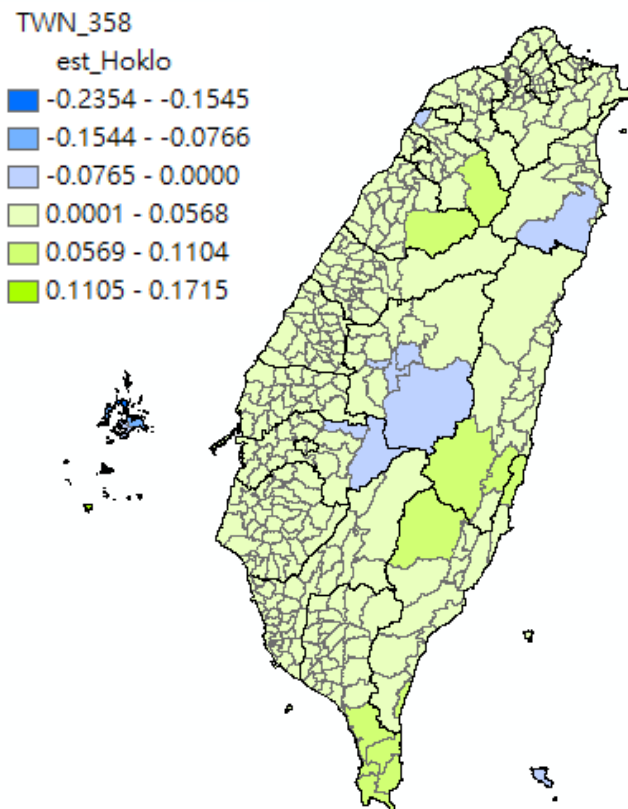 TWN_358
est_Hoklo
-0.2354 - -0.1545
-0.1544 - -0.0766
-0.0765 - 0.0000
0.0001 - 0.0568
0.0569 - 0.1104
0.1105 - 0.1715